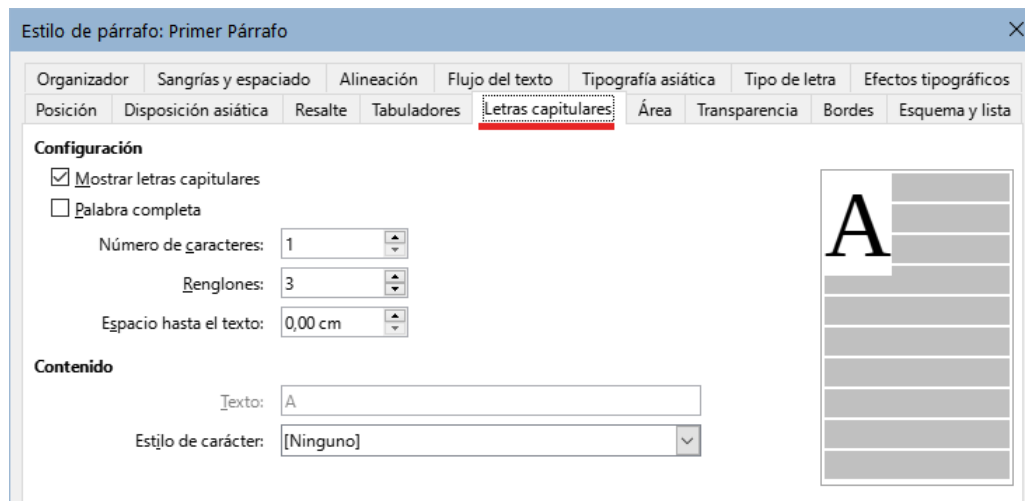 Estilo de párrafo: Primer Párrafo
Organizador Sangrías y espaciado Alineación Flujo del texto Tipografía asiática Tipo de letra Efectos tipográficos
Posición Disposición asiática Resalte Tabuladores Letras capitulares Área Transparencia Bordes Esquema y lista
Configuración
Mostrar letras capitulares
Palabra completa
Número de caracteres: 1
Renglones: 3
Espacio hasta el texto: 0,00 cm
A
Contenido
Texto: A
Estilo de carácter: [Ninguno]